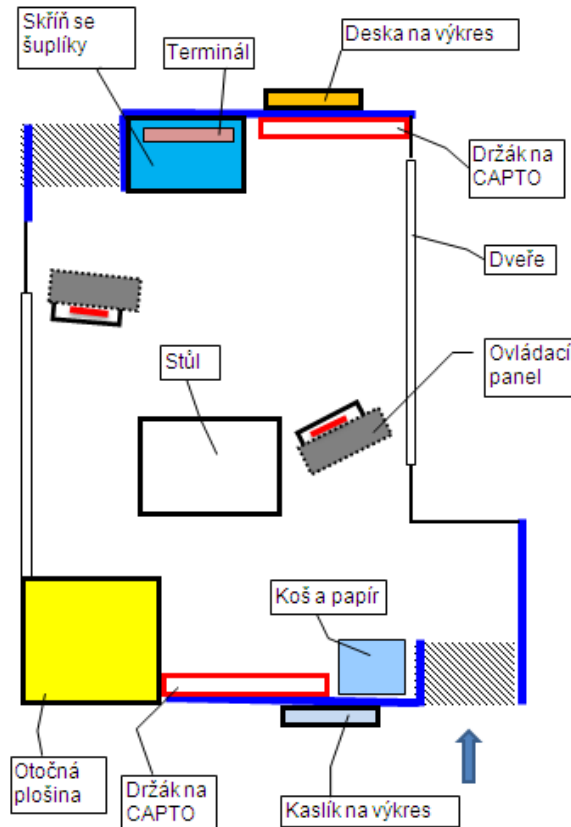 Skříň se
šuplíky
Terminál
Deska na výkres
Držák na
CAPTO
Dveře
Ovládací
panel
Stůl
Koš a papír
Otočná
plošina
Držák na
CAPTO
Kaslík na výkres